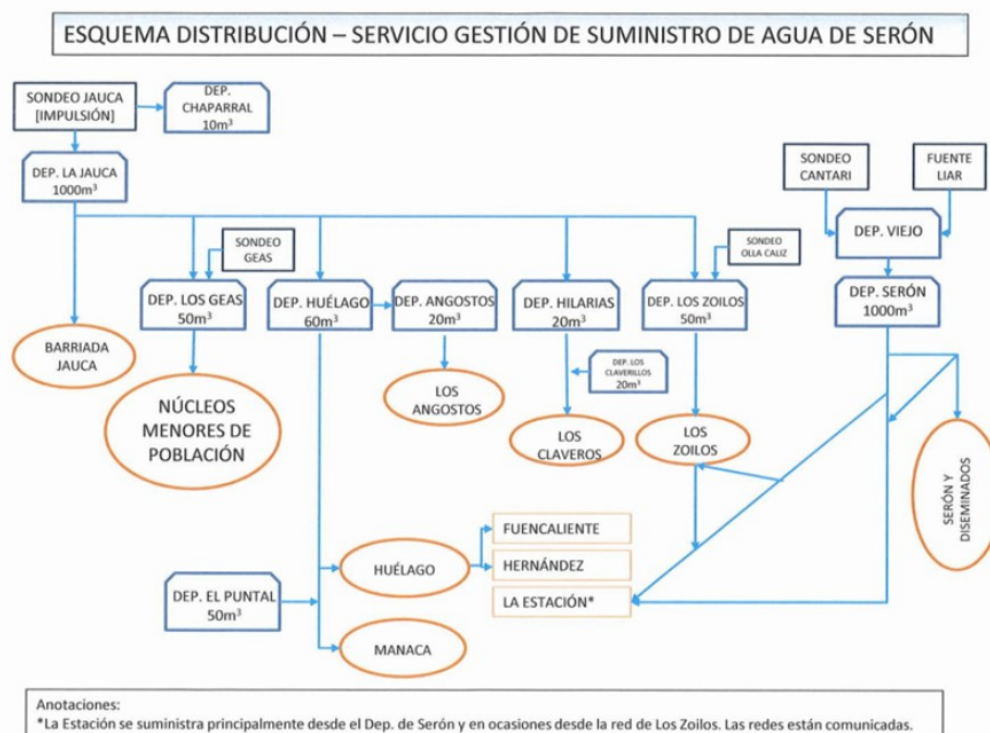 ESQUEMA DISTRIBUCIÓN – SERVICIO GESTIÓN DE SUMINISTRO DE AGUA DE SERÓN
SONDEO JAUCA
[IMPULSIÓN]
DEP.
CHAPARRAL
10m³
DEP. LA JAUCA
1000m³
SONDEO
CANTARI
FUENTE
LIAR
DEP. VIEJO
SONDEO
GEAS
SONDEO
OLLA CALIZ
DEP. LOS GEAS
50m³
DEP. HUÉLAGO
60m³
DEP. ANGOSTOS
20m³
DEP. HILARIAS
20m³
DEP. LOS ZOILOS
50m³
DEP. SERÓN
1000m³
BARRIADA
JAUCA
NÚCLEOS
MENORES DE
POBLACIÓN
LOS
ANGOSTOS
DEP. LOS
CLAVERILLOS
20m³
LOS
CLAVEROS
LOS
ZOILOS
SERÓN Y
DISEMINADOS
HUÉLAGO
FUENCALIENTE
HERNÁNDEZ
LA ESTACIÓN*
DEP. EL PUNTAL
50m³
MANACA
Anotaciones:
*La Estación se suministra principalmente desde el Dep. de Serón y en ocasiones desde la red de Los Zoilos. Las redes están comunicadas.